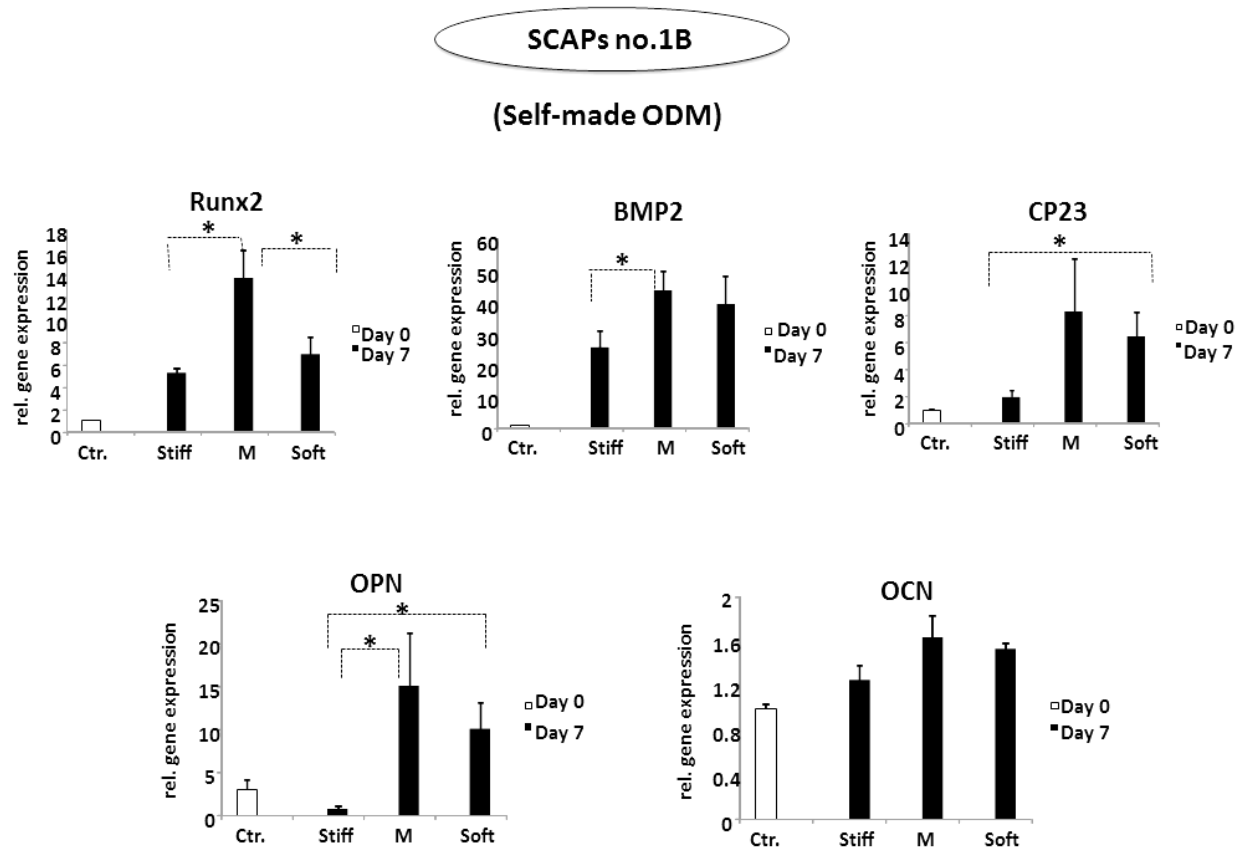 SCAPs no.1B
(Self-made ODM)
Runx2
rel. gene expression
18
16
14
12
10
8
6
4
2
0
*
*
Ctr.
Stiff
M
Soft
Day 0
Day 7
BMP2
rel. gene expression
60
50
40
30
20
10
0
*
Ctr.
Stiff
M
Soft
CP23
rel. gene expression
14
12
10
8
6
4
2
0
*
Ctr.
Stiff
M
Soft
Day 0
Day 7
OPN
rel. gene expression
25
20
15
10
5
0
*
*
Ctr.
Stiff
M
Soft
Day 0
Day 7
OCN
rel. gene expression
2
1.6
1.2
0.8
0.4
0
Ctr.
Stiff
M
Soft
Day 0
Day 7